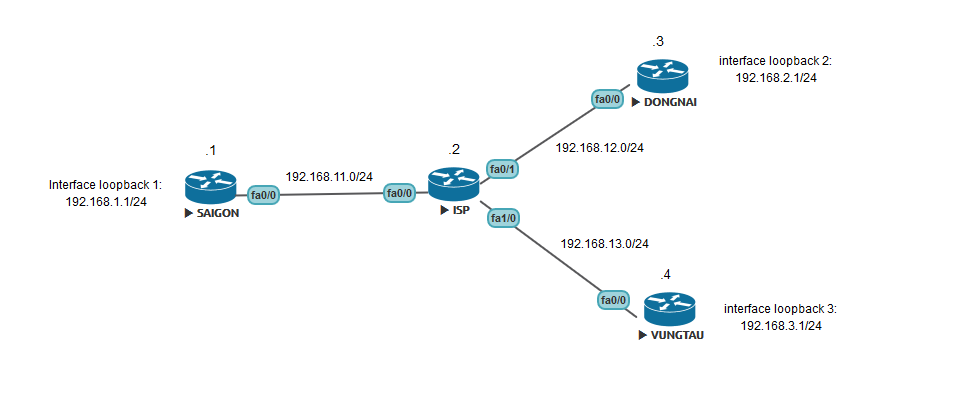 .3
interface loopback 2:
192.168.2.1/24
fa0/0
DONGNAI
192.168.12.0/24
.1
.2
fa0/1
Interface loopback 1:
192.168.1.1/24
192.168.11.0/24
fa0/0
fa0/0
SAIGON
ISP
fa1/0
192.168.13.0/24
.4
fa0/0
interface loopback 3:
192.168.3.1/24
VUNGTAU